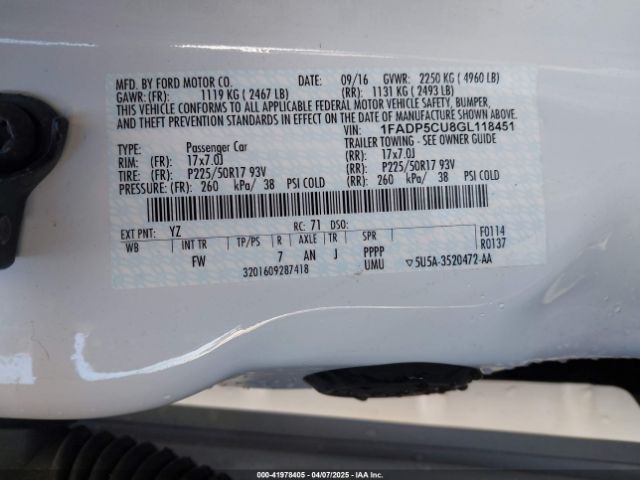 MFD. BY FORD MOTOR CO. DATE: 09/16 GVWR: 2250 KG ( 4960 LB)
GAWR:(FR): 1119 KG ( 2467 LB) (RR): 1131 KG ( 2493 LB)
THIS VEHICLE CONFORMS TO ALL APPLICABLE FEDERAL MOTOR VEHICLE SAFETY, BUMPER,
AND THEFT PREVENTION STANDARDS IN EFFECT ON THE DATE OF MANUFACTURE SHOWN ABOVE.
VIN: 1FADP5CU8GL118451
TYPE: Passenger Car TRAILER TOWING - SEE OWNER GUIDE
RIM: (FR): 17x7.0J (RR): 17x7.0J
TIRE: (FR): P225/50R17 93V (RR): P225/50R17 93V
PRESSURE: (FR): 260 kPa/ 38 PSI COLD (RR): 260 kPa/ 38 PSI COLD
EXT PNT: YZ RC: 71 DSO: F0114
WB INT TR TP/PS R AXLE TR SPR R0137
FW 7 AN J PPPP
3201609287418 UMU ▽5U5A-3520472-AA
000-41978405 - 04/07/2025 - IAAI.com